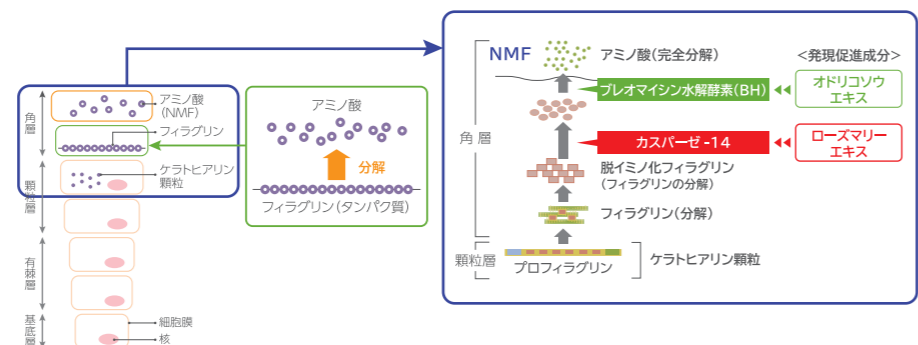 角層
顆粒層
有棘層
基底層
アミノ酸
(NMF)
フィラグリン
ケラトヒアリン
顆粒
細胞膜
核
アミノ酸
分解
フィラグリン(タンパク質)
NMF
アミノ酸(完全分解)
<発現促進成分>
ブレオマイシン水解酵素(BH)
オドリコソウ
エキス
角層
カスパーゼ-14
ローズマリー
エキス
脱イミノ化フィラグリン
(フィラグリンの分解)
フィラグリン(分解)
顆粒層
プロフィラグリン
ケラトヒアリン顆粒